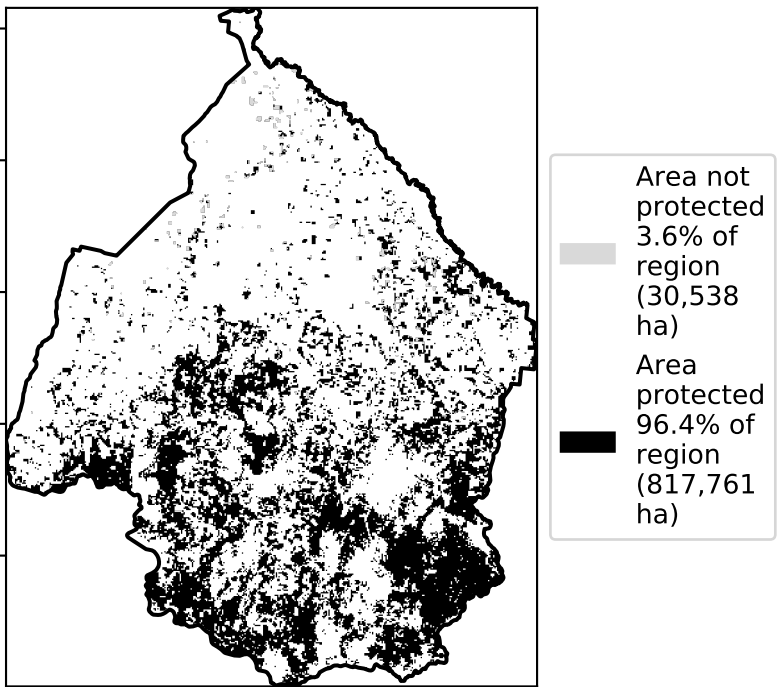 Area not
protected
3.6% of
region
(30,538
ha)
Area
protected
96.4% of
region
(817,761
ha)